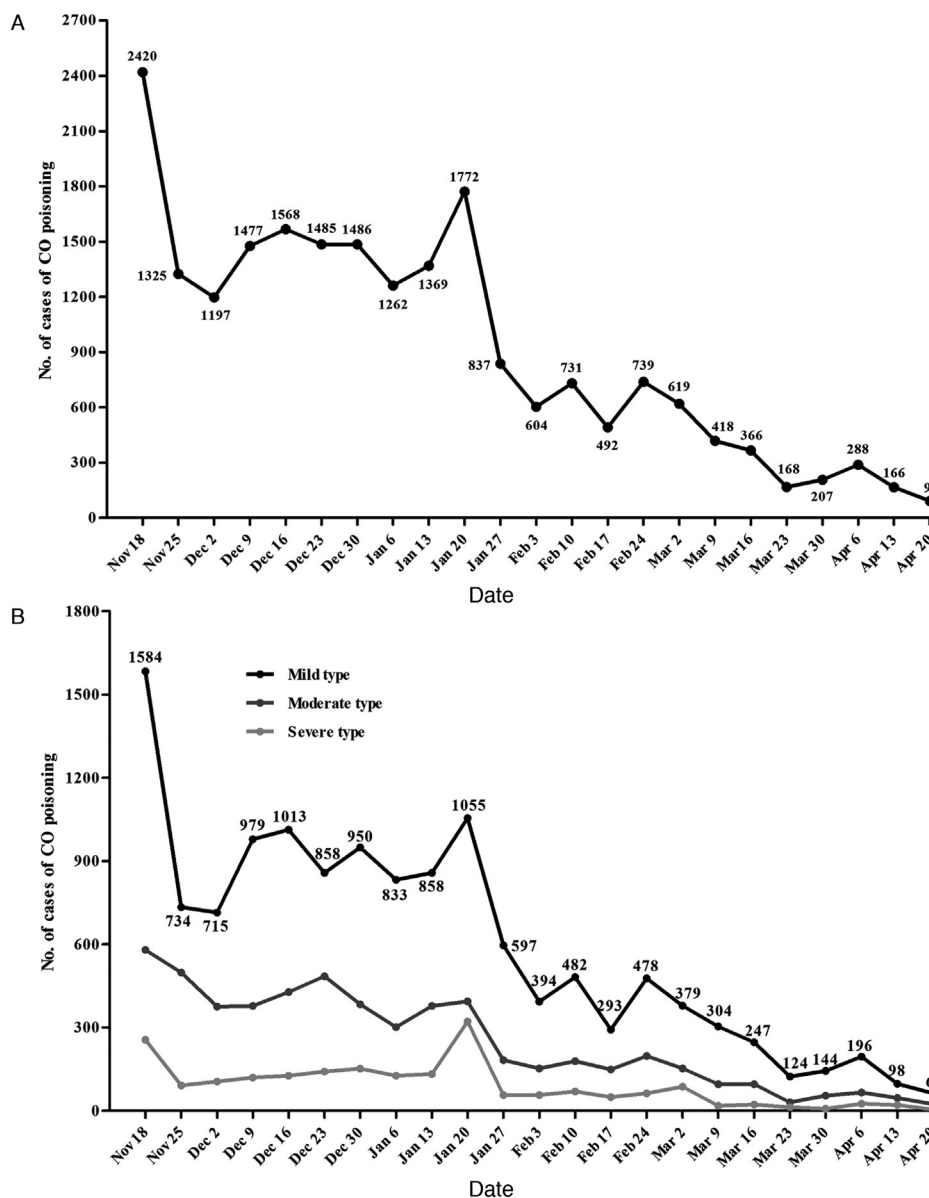 A
No. of cases of CO poisoning
2700
2400
2100
1800
1500
1200
900
600
300
0
2420
1325
1197
1477
1568
1485
1486
1262
1369
1772
837
604
731
492
739
619
418
366
168
207
288
166
9
Nov 18
Nov 25
Dec 2
Dec 9
Dec 16
Dec 23
Dec 30
Jan 6
Jan 13
Jan 20
Jan 27
Feb 3
Feb 10
Feb 17
Feb 24
Mar 2
Mar 9
Mar16
Mar 23
Mar 30
Apr 6
Apr 13
Apr 20
Date
B
No. of cases of CO poisoning
1800
1500
1200
900
600
300
0
Mild type
Moderate type
Severe type
1584
734
715
979
1013
858
950
833
858
1055
597
394
482
293
478
379
304
247
124
144
196
98
Nov 18
Nov 25
Dec 2
Dec 9
Dec 16
Dec 23
Dec 30
Jan 6
Jan 13
Jan 20
Jan 27
Feb 3
Feb 10
Feb 17
Feb 24
Mar 2
Mar 9
Mar 16
Mar 23
Mar 30
Apr 6
Apr 13
Apr 20
Date